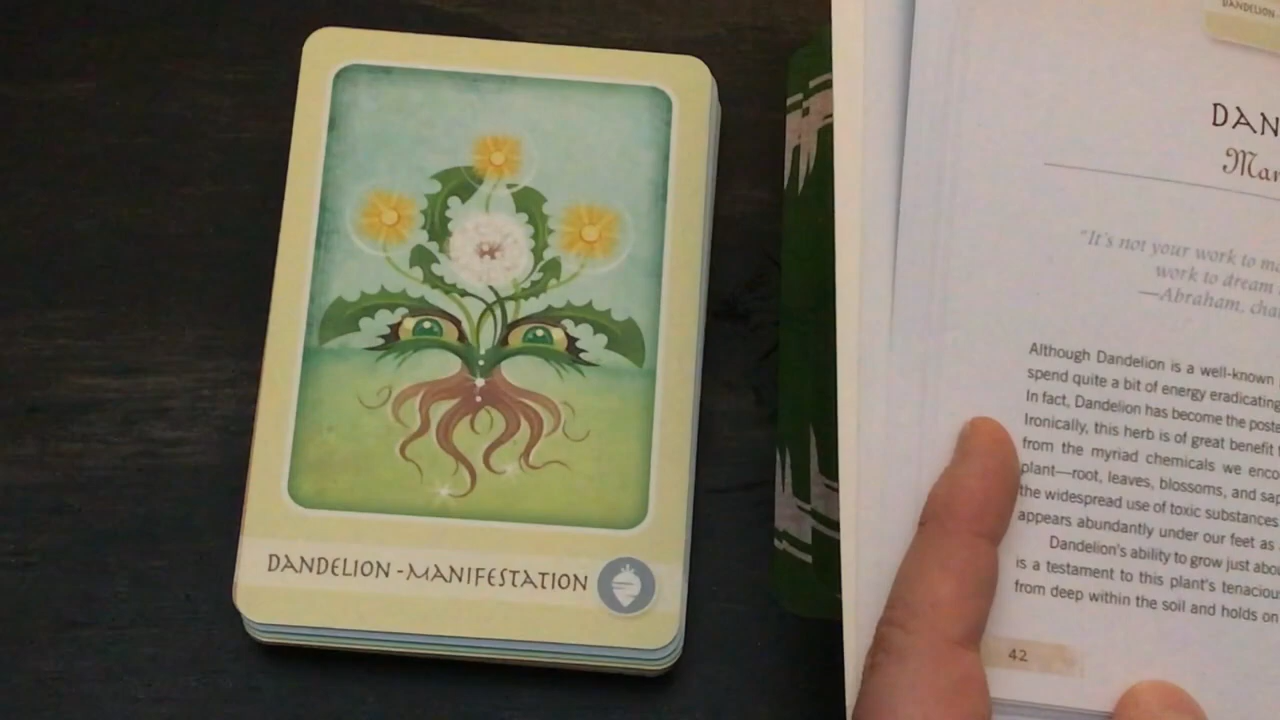 DANDELION-MANIFESTATION
DANDELION
DAN
Man
"It's not your work to ma
work to dream
—Abraham, cha
Although Dandelion is a well-known
spend quite a bit of energy eradicating
In fact, Dandelion has become the poste
Ironically, this herb is of great benefit
from the myriad chemicals we enco
plant—root, leaves, blossoms, and sap
the widespread use of toxic substances
appears abundantly under our feet as
Dandelion's ability to grow just abou
is a testament to this plant's tenaciou
from deep within the soil and holds on
42